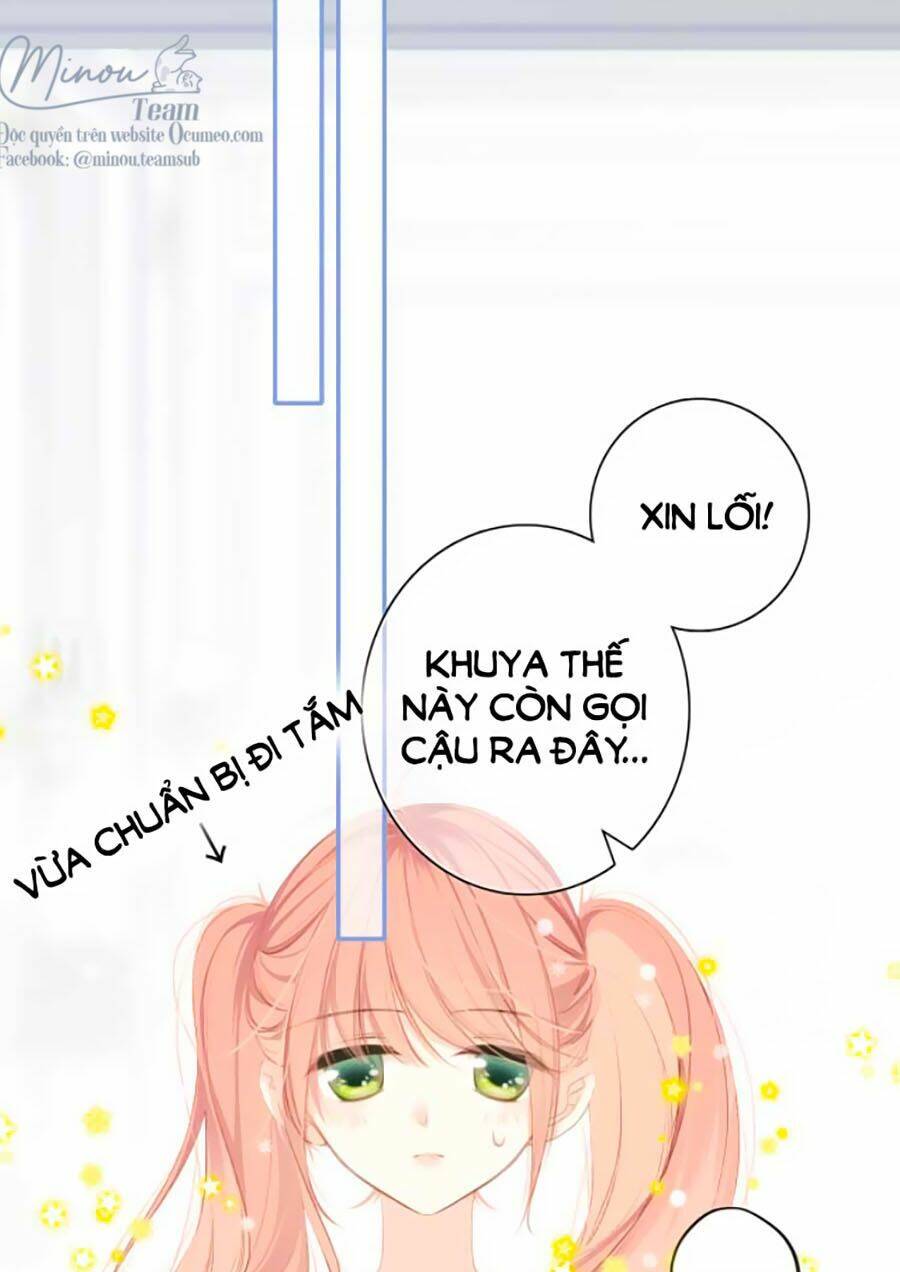 Minou
Team
Độc quyền trên website Ocumeo.com
Facebook: @minou.teamsub
XIN LỖI!
KHUYA THẾ
NÀY CÒN GỌI
CẬU RA ĐÂY...
VỪA CHUẨN BỊ ĐI TẮM